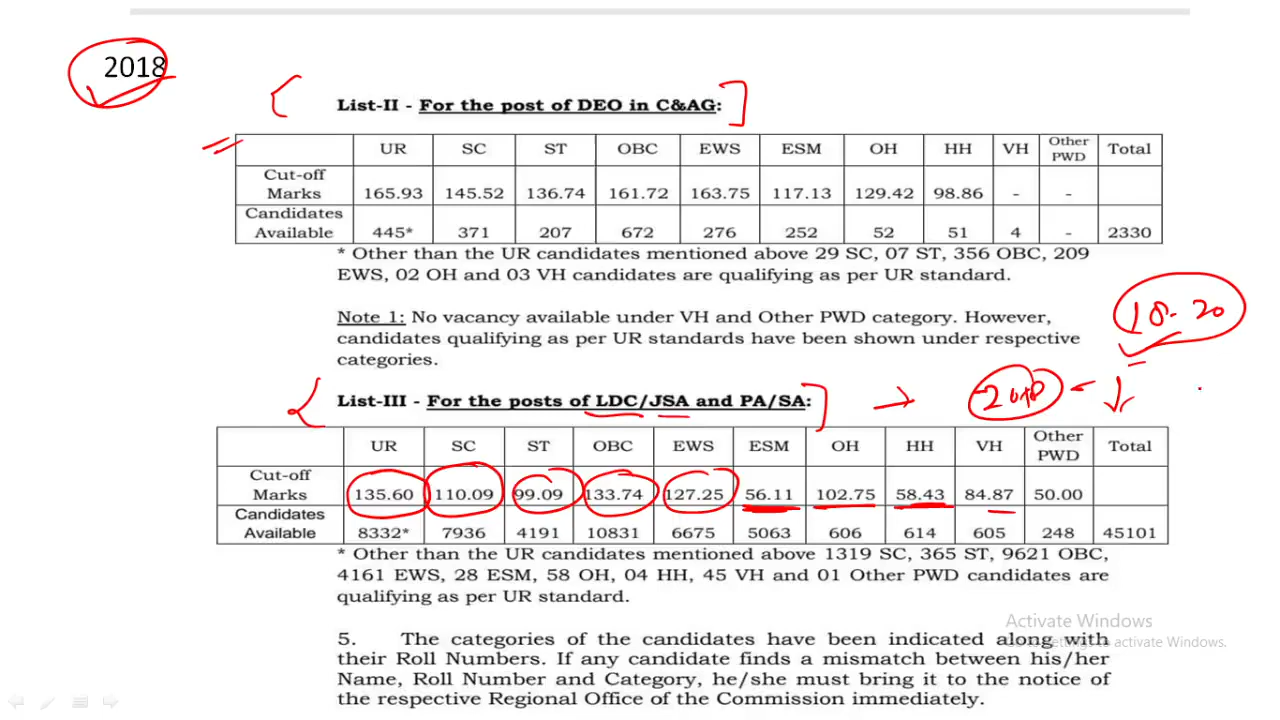 2018
List-II - For the post of DEO in C&AG:
UR SC ST OBC EWS ESM OH HH VH Other PWD Total
Cut-off Marks 165.93 145.52 136.74 161.72 163.75 117.13 129.42 98.86 - -
Candidates Available 445* 371 207 672 276 252 52 51 4 - 2330
* Other than the UR candidates mentioned above 29 SC, 07 ST, 356 OBC, 209
EWS, 02 OH and 03 VH candidates are qualifying as per UR standard.
18-20
Note 1: No vacancy available under VH and Other PWD category. However,
candidates qualifying as per UR standards have been shown under respective
categories.
List-III - For the posts of LDC/JSA and PA/SA:
UR SC ST OBC EWS ESM OH HH VH Other PWD Total
Cut-off Marks 135.60 110.09 99.09 133.74 127.25 56.11 102.75 58.43 84.87 50.00
Candidates Available 8332* 7936 4191 10831 6675 5063 606 614 605 248 45101
* Other than the UR candidates mentioned above 1319 SC, 365 ST, 9621 OBC,
4161 EWS, 28 ESM, 58 OH, 04 HH, 45 VH and 01 Other PWD candidates are
qualifying as per UR standard.
Activate Windows
Go to Settings to activate Windows.
5. The categories of the candidates have been indicated along with
their Roll Numbers. If any candidate finds a mismatch between his/her
Name, Roll Number and Category, he/she must bring it to the notice of
the respective Regional Office of the Commission immediately.